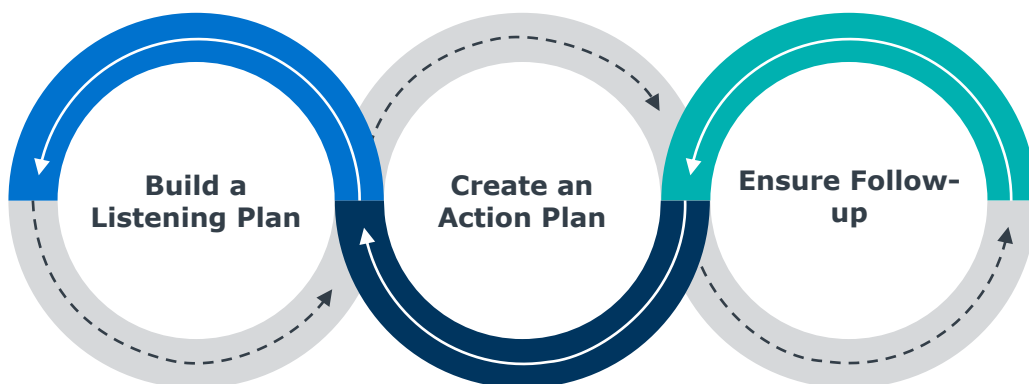 Build a
Listening Plan
Create an
Action Plan
Ensure Follow-
up